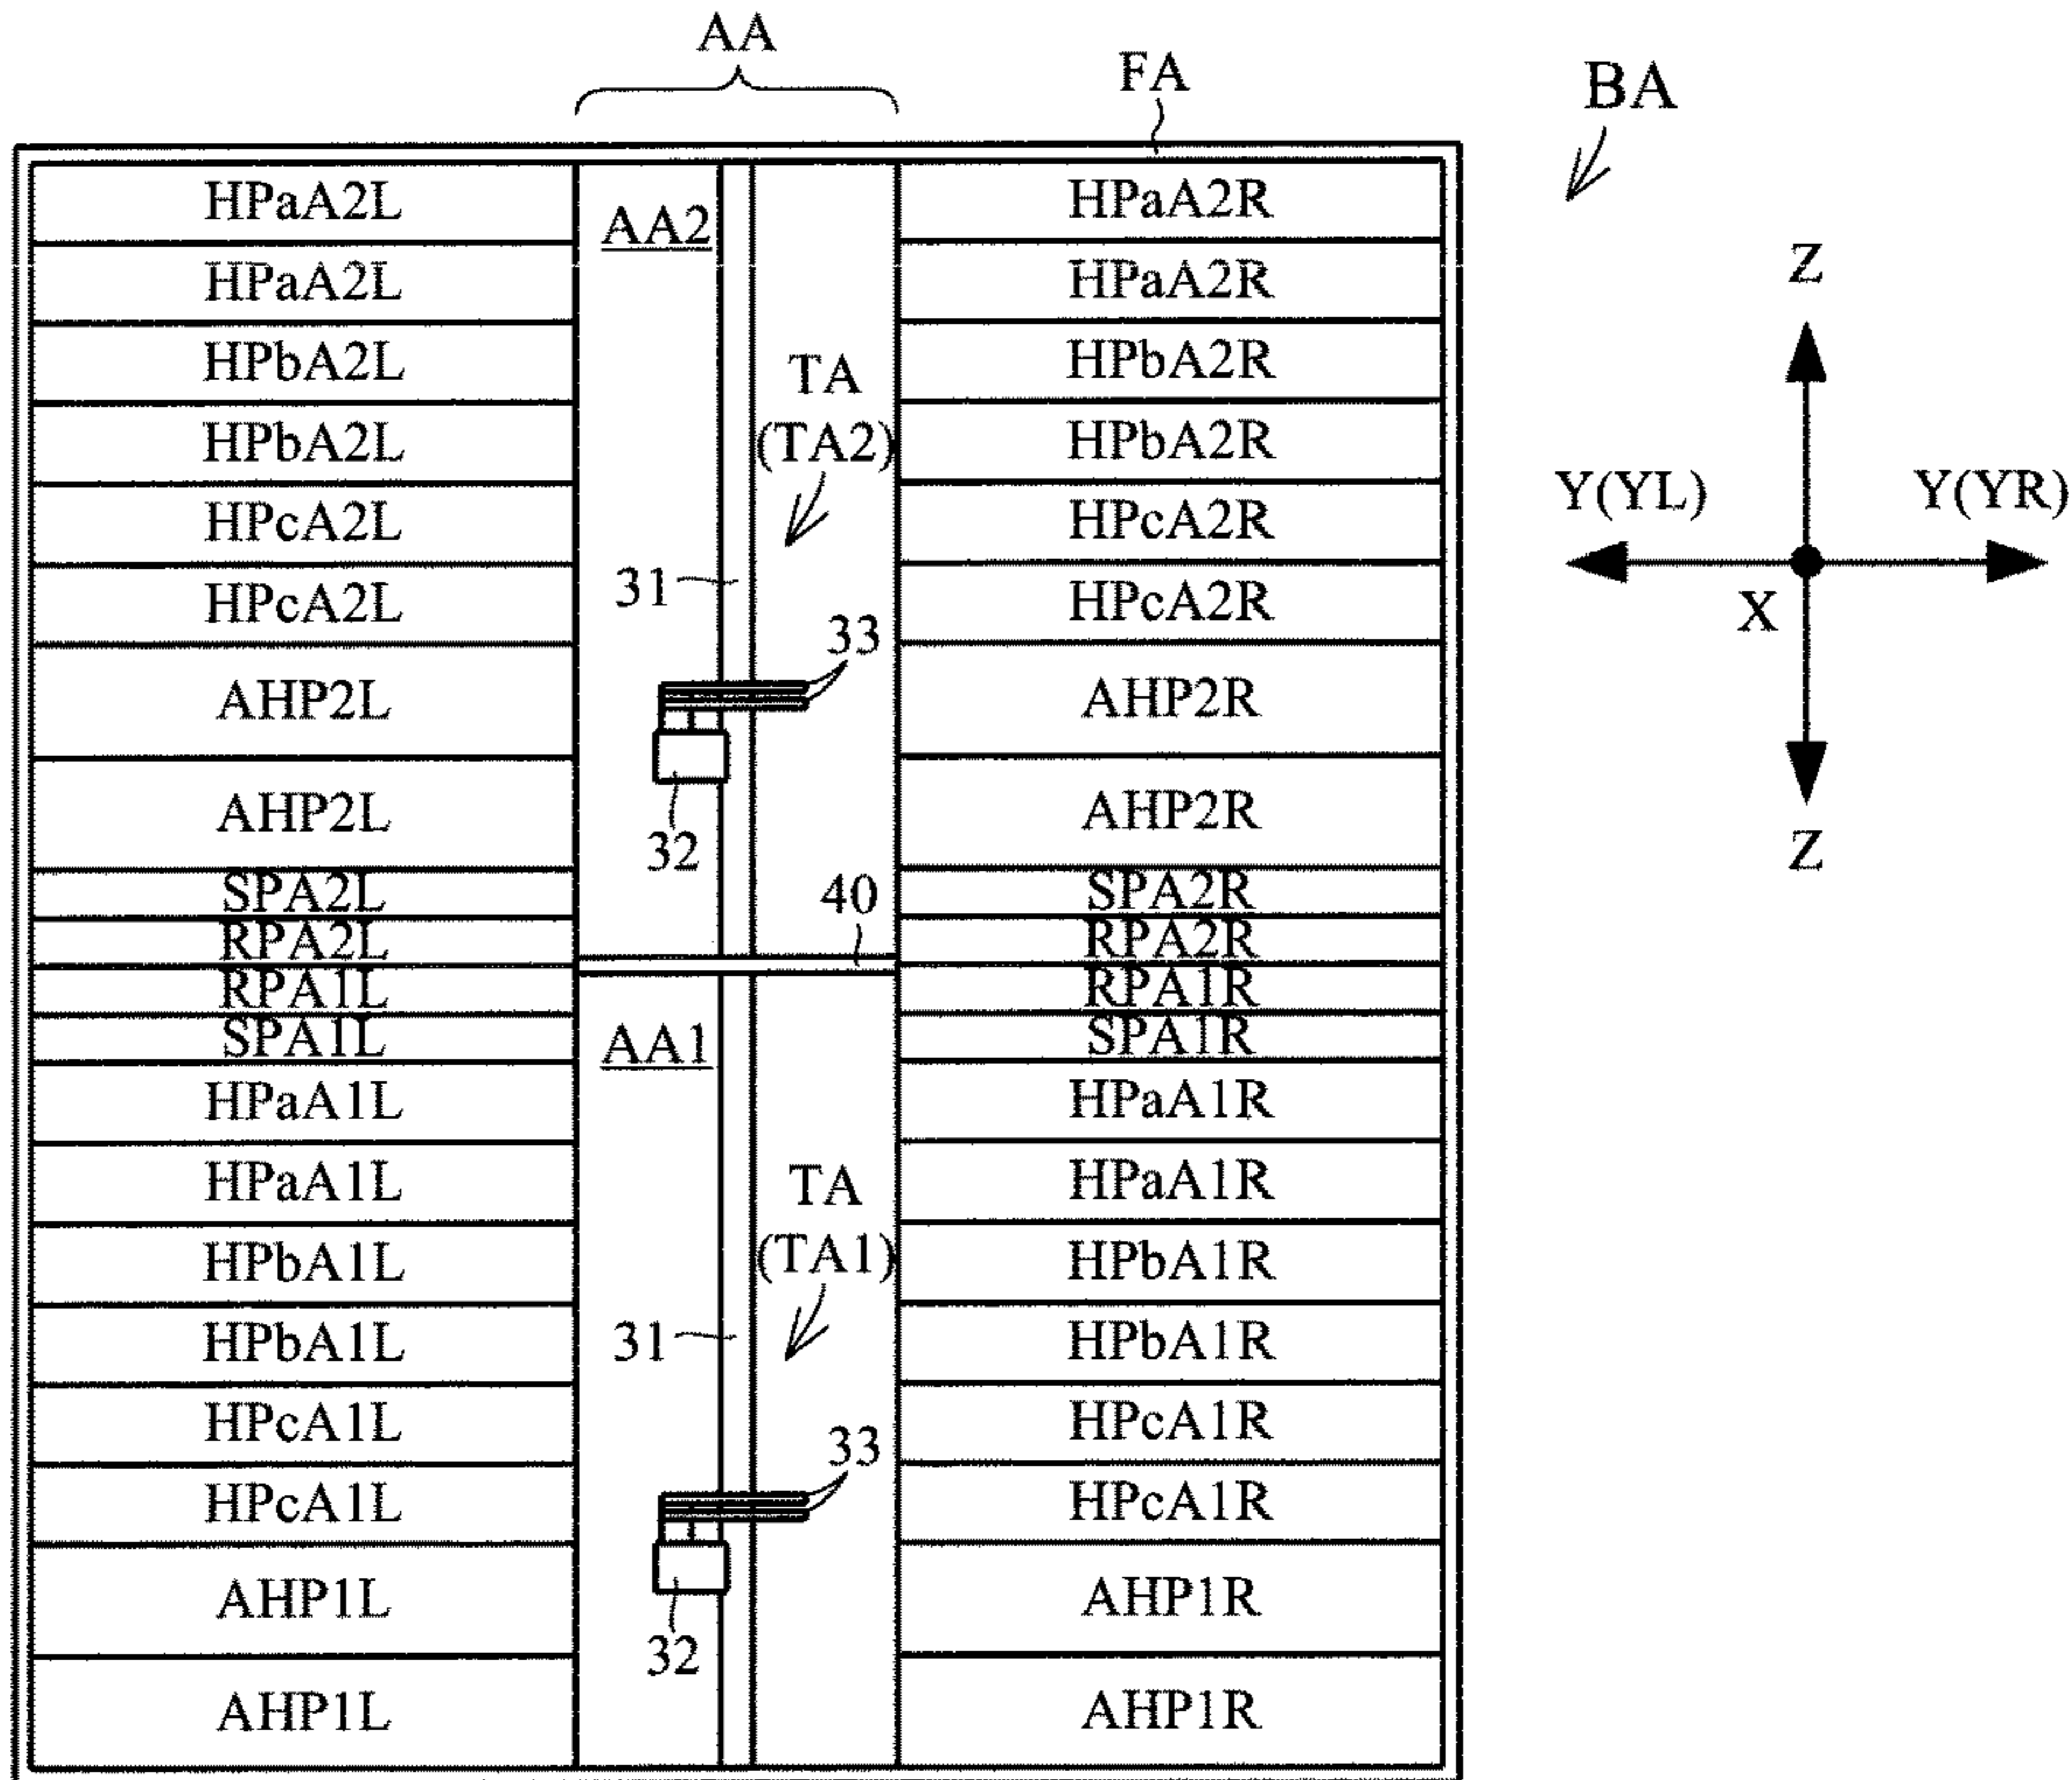 AA
FA
BA
HPaA2L
HPaA2L
HPbA2L
HPbA2L
HPcA2L
HPcA2L
AHP2L
AHP2L
SPA2L
RPA2L
RPA1L
SPA1L
HPaA1L
HPaA1L
HPbA1L
HPbA1L
HPcA1L
HPcA1L
AHP1L
AHP1L
AA2
TA
(TA2)
31
33
32
40
AA1
TA
(TA1)
31
33
32
HPaA2R
HPaA2R
HPbA2R
HPbA2R
HPcA2R
HPcA2R
AHP2R
AHP2R
SPA2R
RPA2R
RPA1R
SPA1R
HPaA1R
HPaA1R
HPbA1R
HPbA1R
HPcA1R
HPcA1R
AHP1R
AHP1R
Z
Y(YL) Y(YR)
X
Z